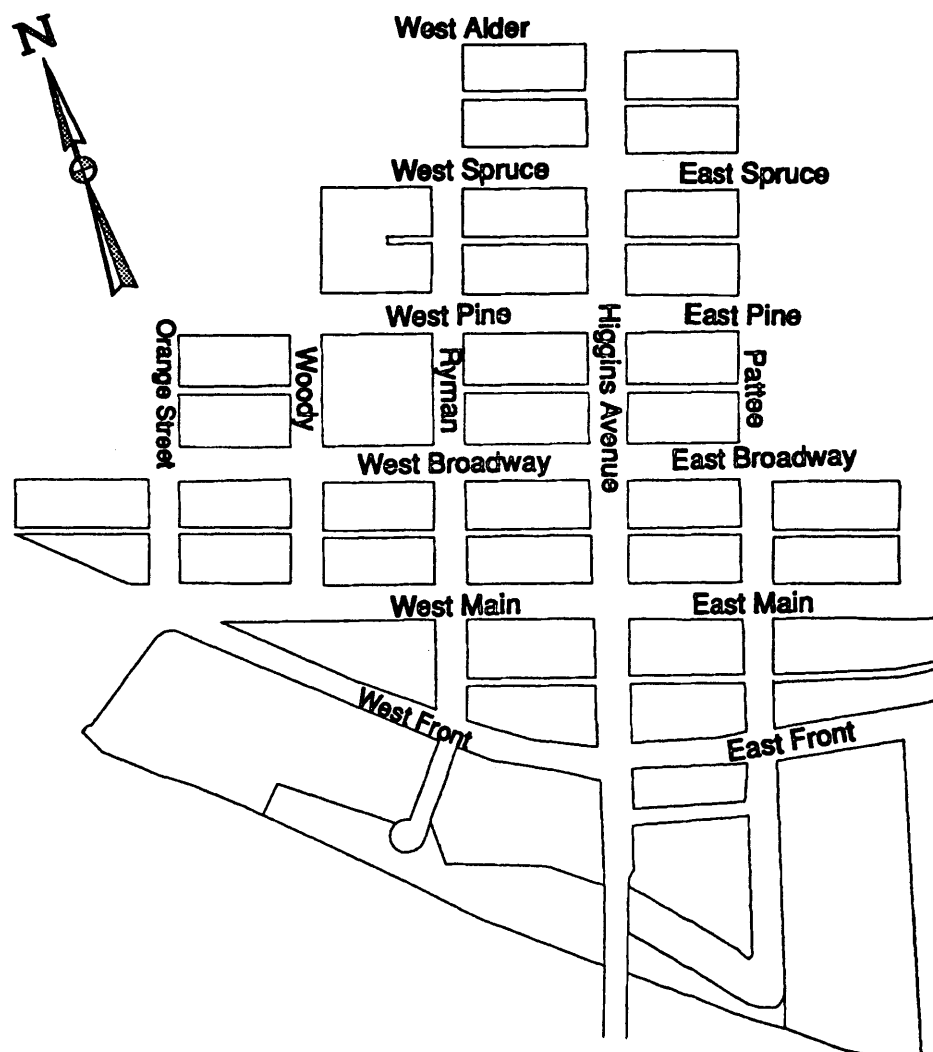 N
West Alder
West Spruce
East Spruce
West Pine
East Pine
Orange Street
Woody
Ryman
Higgins Avenue
Pattee
West Broadway
East Broadway
West Main
East Main
West Front
East Front